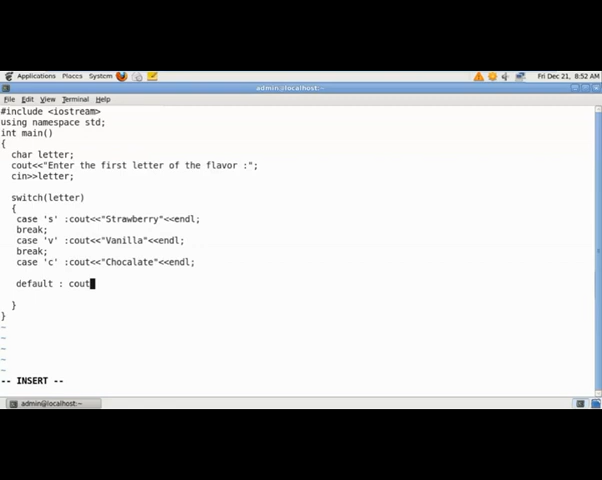 Applications Places System Fri Dec 21, 8:52 AM
admin@localhost:~
File Edit View Terminal Help
#include <iostream>
using namespace std;
int main()
{
char letter;
cout<<"Enter the first letter of the flavor :";
cin>>letter;
switch(letter)
{
case 's' :cout<<"Strawberry"<<endl;
break;
case 'v' :cout<<"Vanilla"<<endl;
break;
case 'c' :cout<<"Chocalate"<<endl;
default : cout
}
}
~
~
~
~
~
-- INSERT --
admin@localhost:~